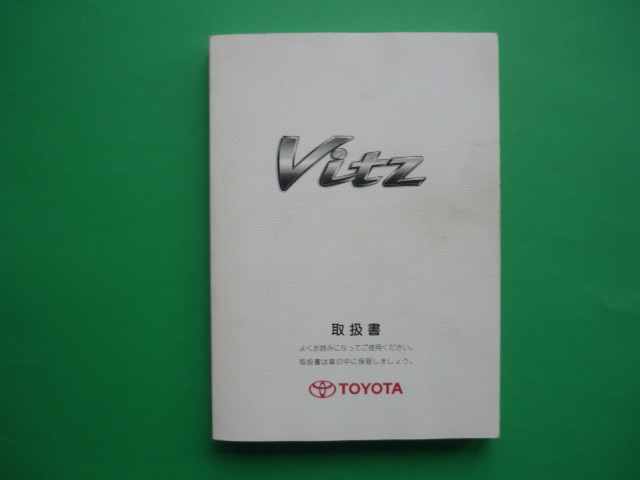 Vitz
取扱書
よくお読みになってご使用ください。
取扱書は車の中に保管しましょう。
TOYOTA